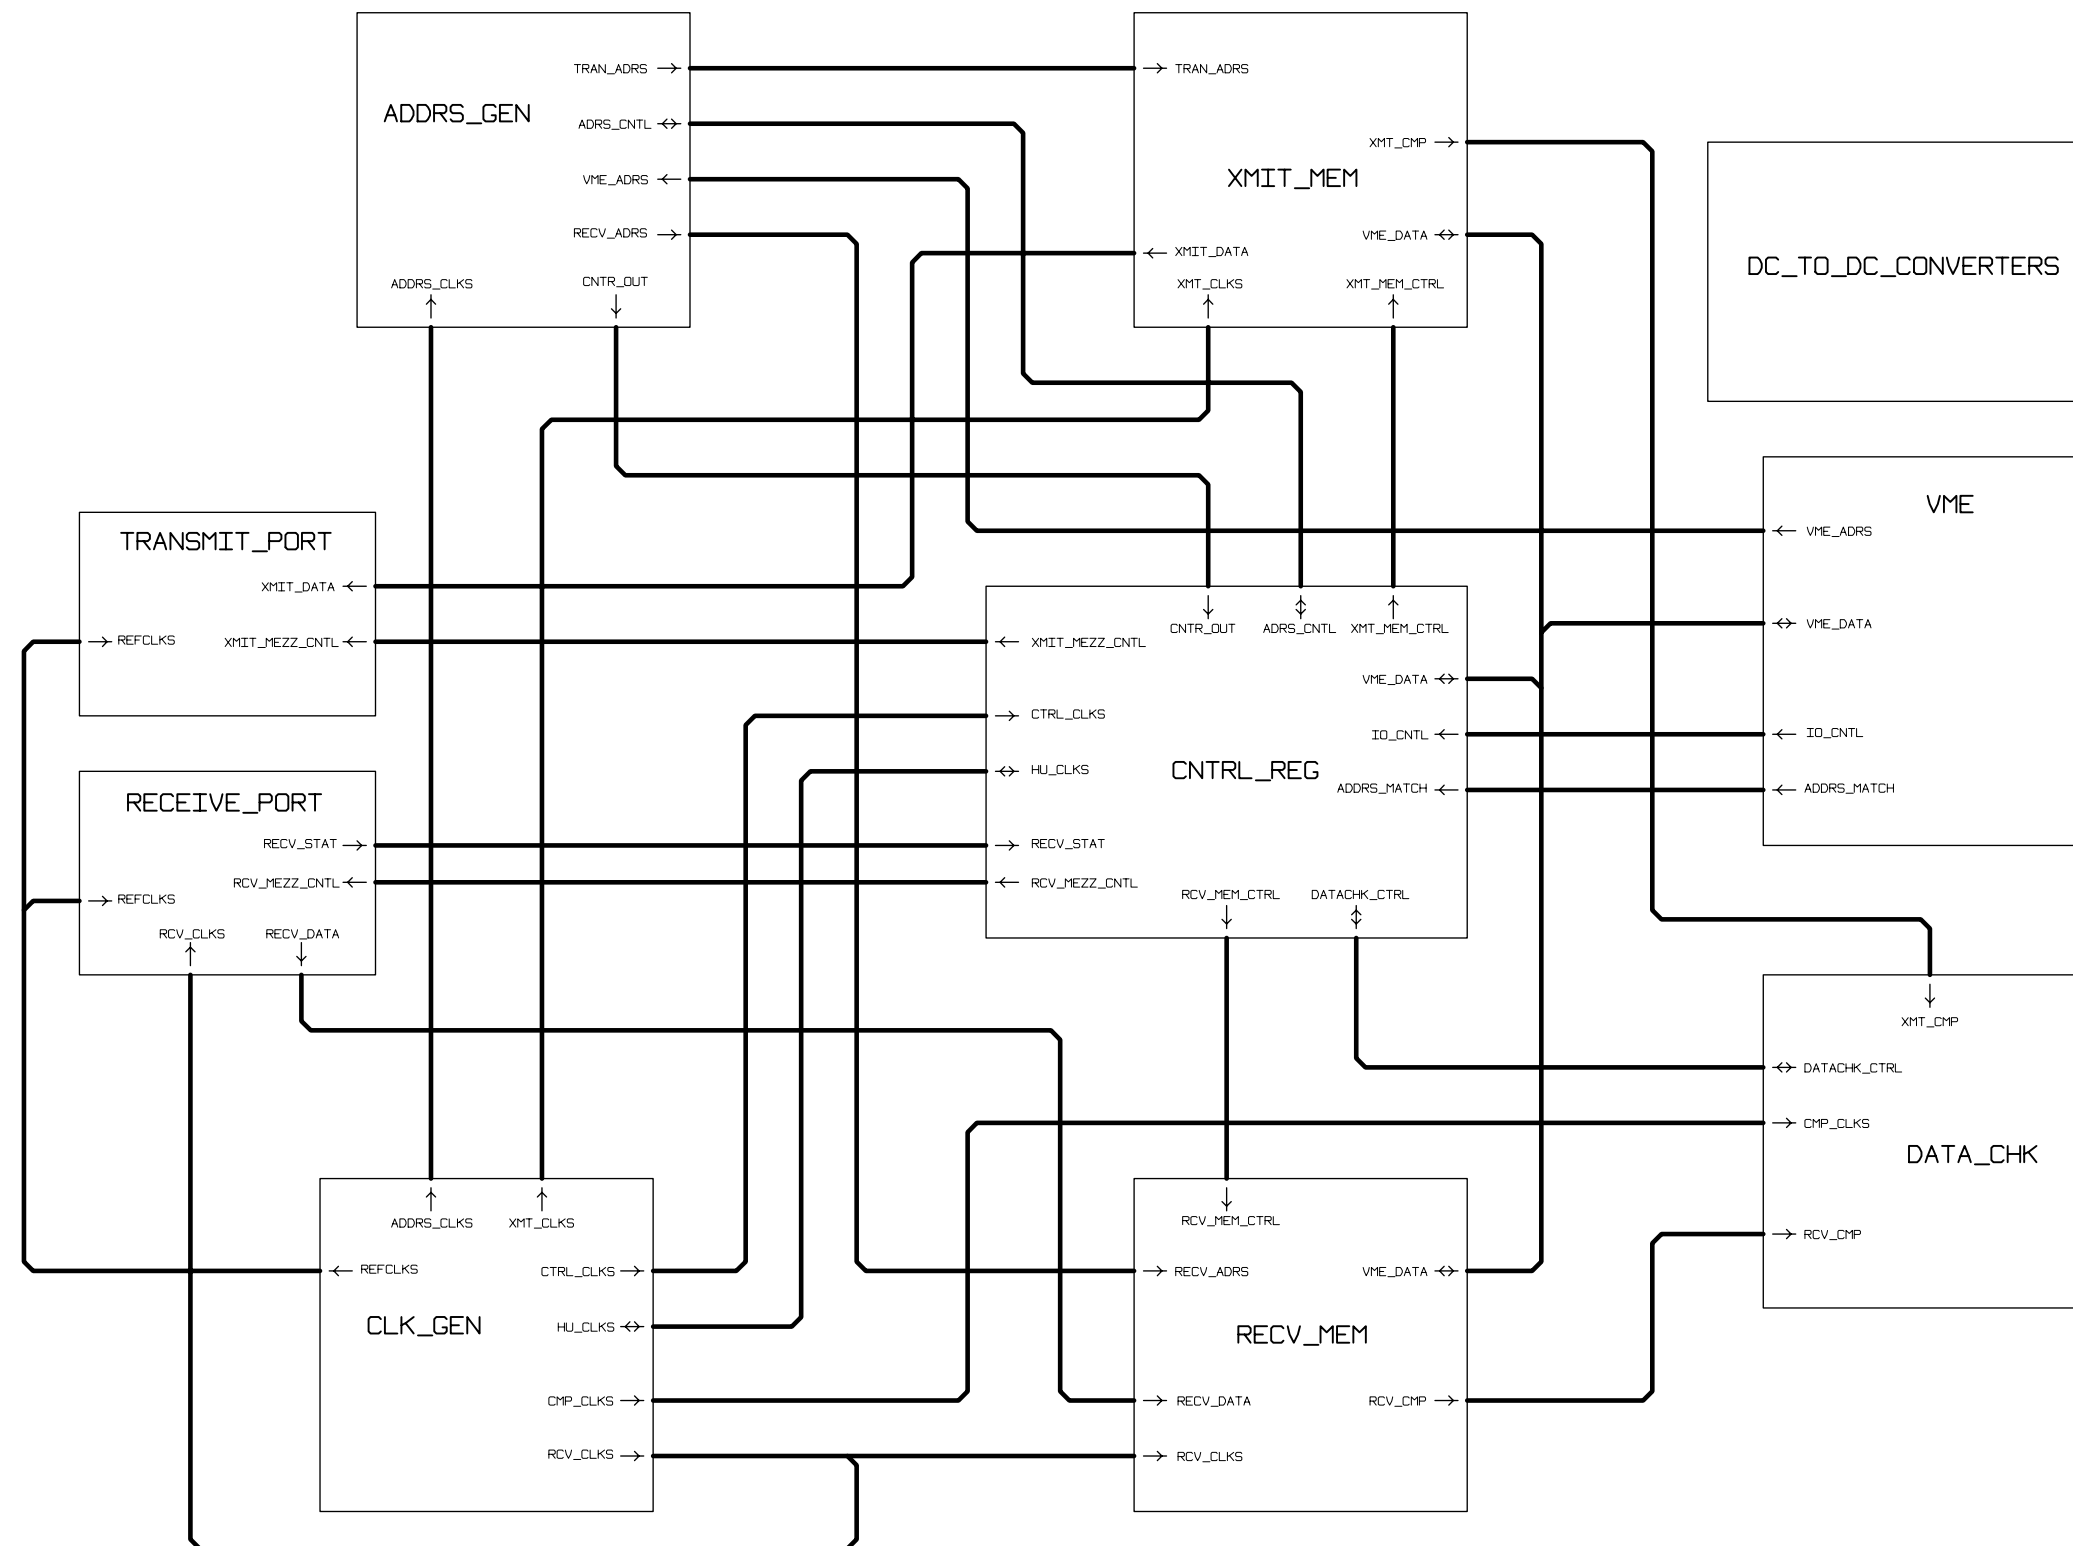 TRAN_ADRS
ADDRS_GEN
ADRS_CNTL
VME_ADRS
RECV_ADRS
ADDRS_CLKS
CNTR_OUT
TRAN_ADRS
XMT_CMP
XMIT_MEM
VME_DATA
XMIT_DATA
XMT_CLKS
XMT_MEM_CTRL
DC_TO_DC_CONVERTERS
VME
VME_ADRS
VME_DATA
IO_CNTL
ADDRS_MATCH
TRANSMIT_PORT
XMIT_DATA
REFCLKS
XMIT_MEZZ_CNTL
CNTR_OUT
ADRS_CNTL
XMT_MEM_CTRL
XMIT_MEZZ_CNTL
VME_DATA
CTRL_CLKS
IO_CNTL
HU_CLKS
CNTRL_REG
ADDRS_MATCH
RECV_STAT
RCV_MEZZ_CNTL
RCV_MEM_CTRL
DATACHK_CTRL
RECEIVE_PORT
RECV_STAT
RCV_MEZZ_CNTL
REFCLKS
RCV_CLKS
RECV_DATA
XMT_CMP
DATACHK_CTRL
CMP_CLKS
DATA_CHK
RCV_CMP
ADDRS_CLKS
XMT_CLKS
REFCLKS
CTRL_CLKS
CLK_GEN
HU_CLKS
CMP_CLKS
RCV_CLKS
RCV_MEM_CTRL
RECV_ADRS
VME_DATA
RECV_MEM
RECV_DATA
RCV_CMP
RCV_CLKS